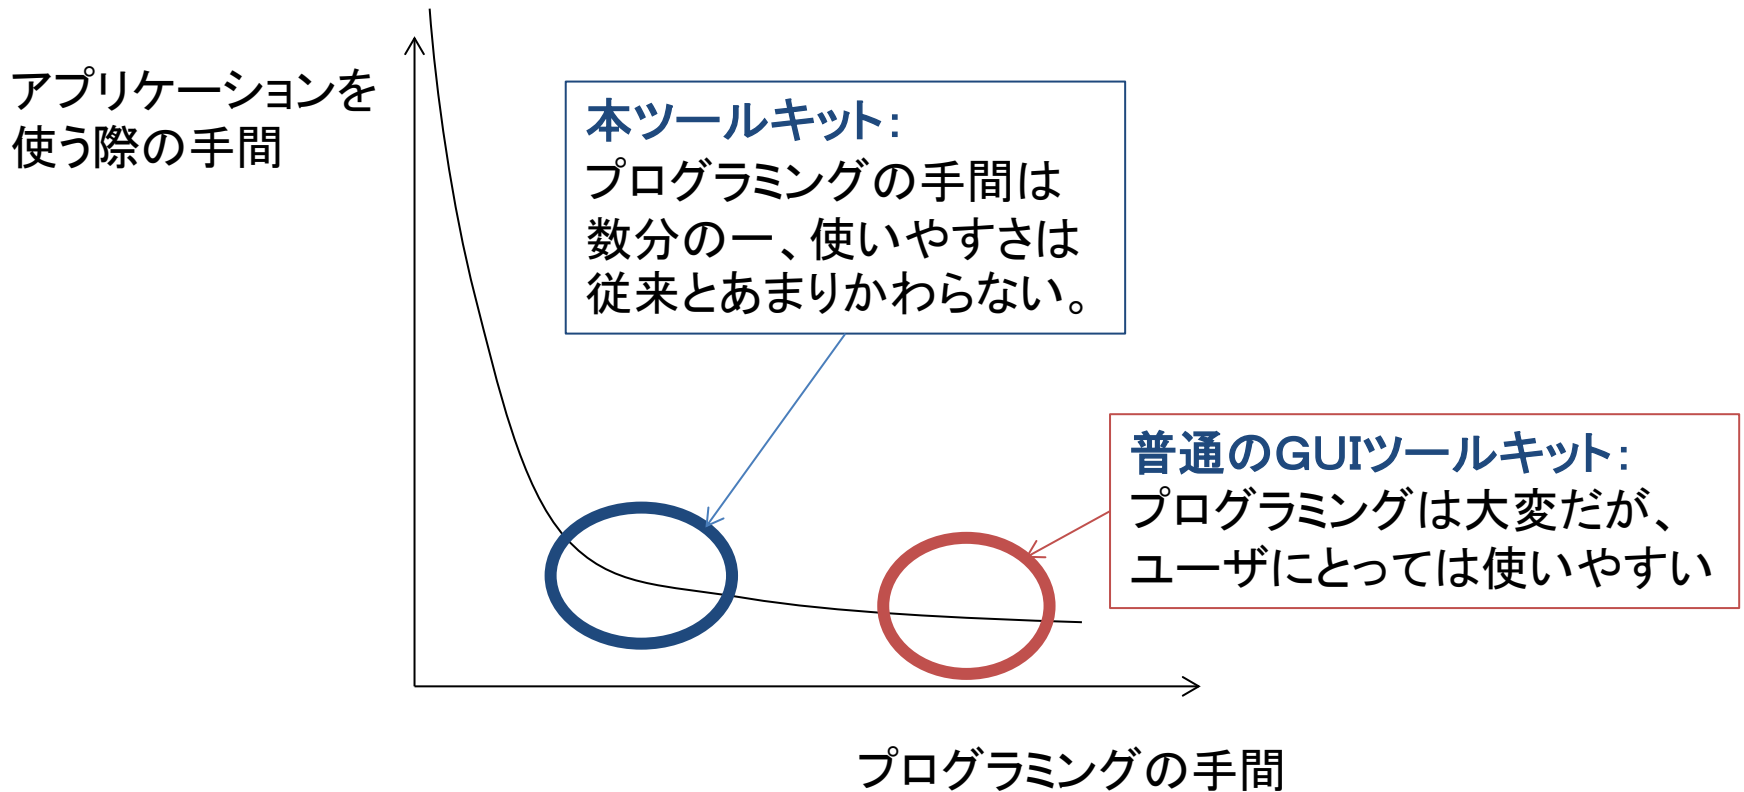 アプリケーションを
使う際の手間
本ツールキット:
プログラミングの手間は
数分の一、使いやすさは
従来とあまりかわらない。
普通のGUIツールキット:
プログラミングは大変だが、
ユーザにとっては使いやすい
プログラミングの手間